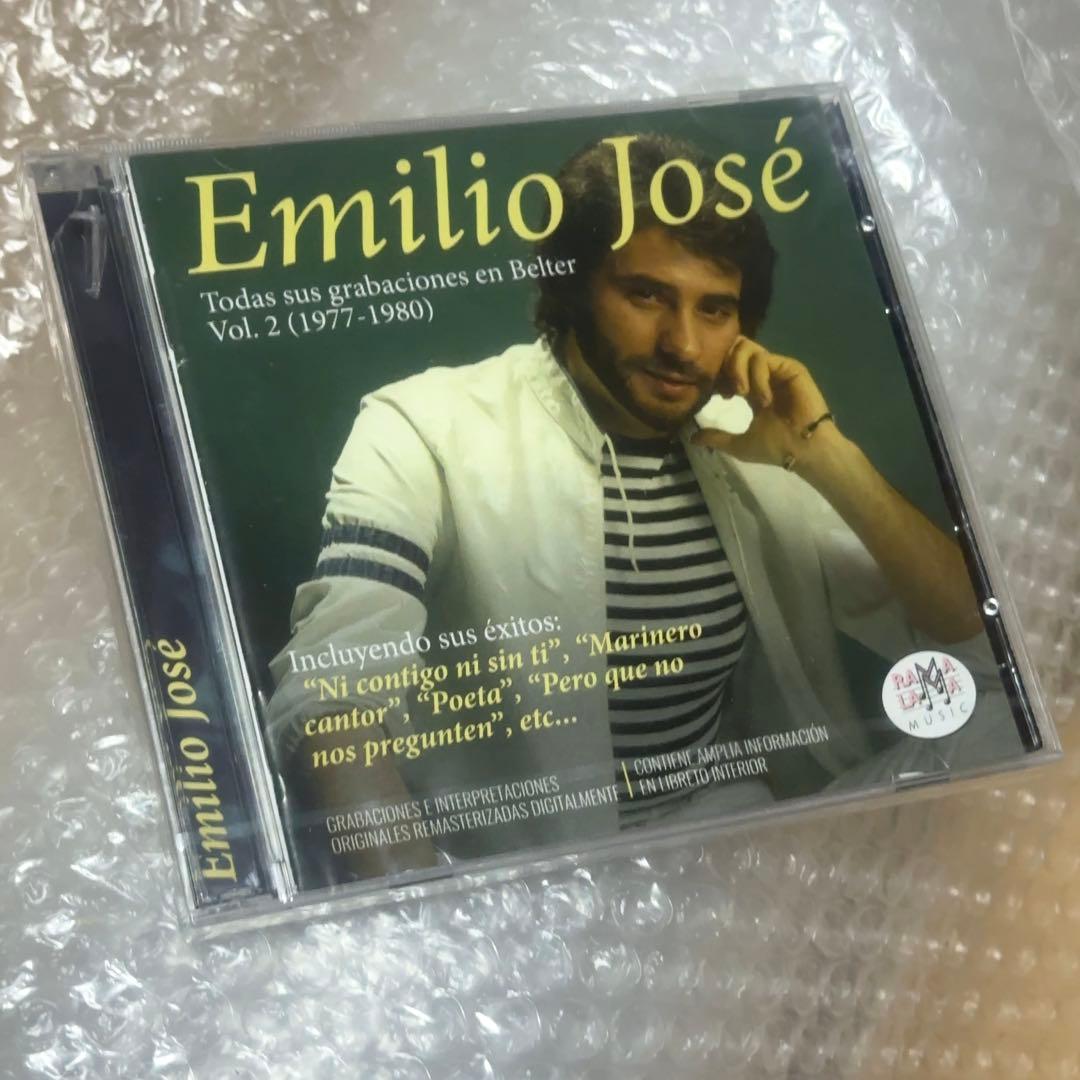 Emilio José
Todas sus grabaciones en Belter
Vol. 2 (1977-1980)
Incluyendo sus éxitos:
“Ni contigo ni sin ti”, “Marinero
cantor”, “Poeta”, “Pero que no
nos pregunten”, etc...
GRABACIONES E INTERPRETACIONES
ORIGINALES REMASTERIZADAS DIGITALMENTE
CONTIENE AMPLIA INFORMACIÓN
EN LIBRETO INTERIOR
RAMA
LAMA
MUSIC
Emilio José